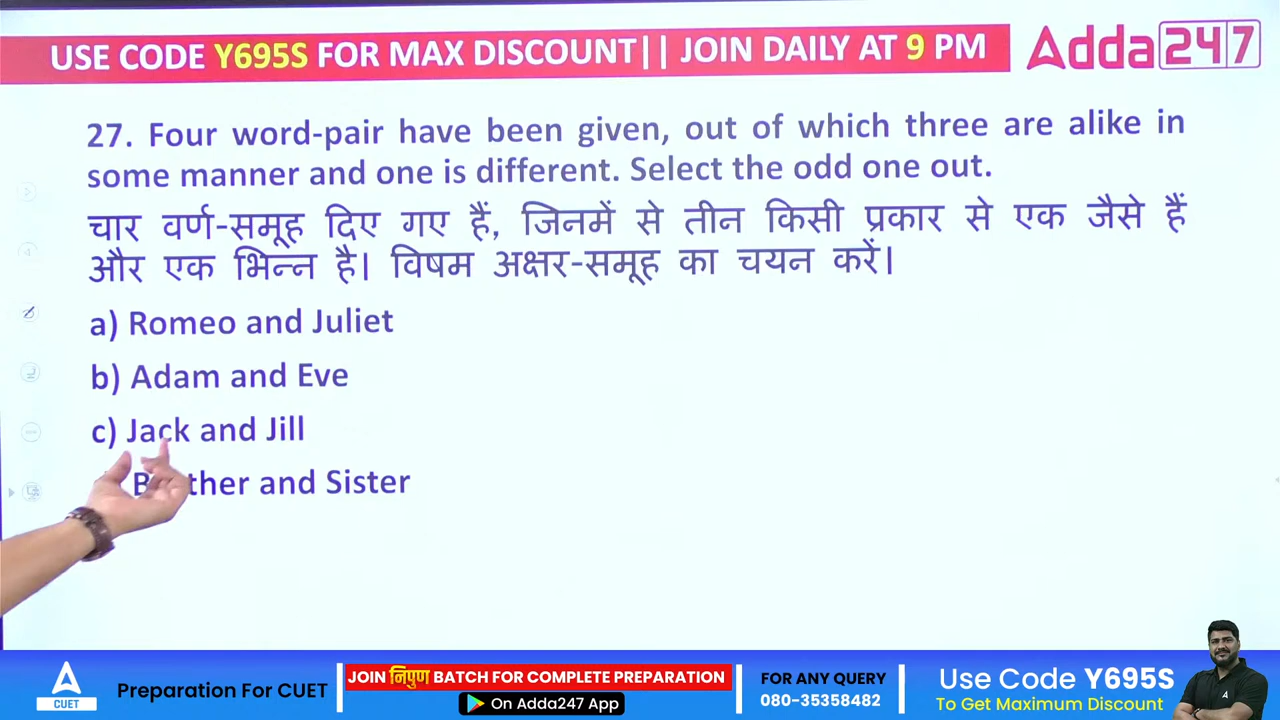 USE CODE Y695S FOR MAX DISCOUNT|| JOIN DAILY AT 9 PM
Adda247
27. Four word-pair have been given, out of which three are alike in
some manner and one is different. Select the odd one out.
चार वर्ण-समूह दिए गए हैं, जिनमें से तीन किसी प्रकार से एक जैसे हैं
और एक भिन्न है। विषम अक्षर-समूह का चयन करें।
a) Romeo and Juliet
b) Adam and Eve
c) Jack and Jill
and Sister
CUET
Preparation For CUET
JOIN निपुण BATCH FOR COMPLETE PREPARATION
On Adda247 App
FOR ANY QUERY
080-35358482
Use Code Y695S
To Get Maximum Discount